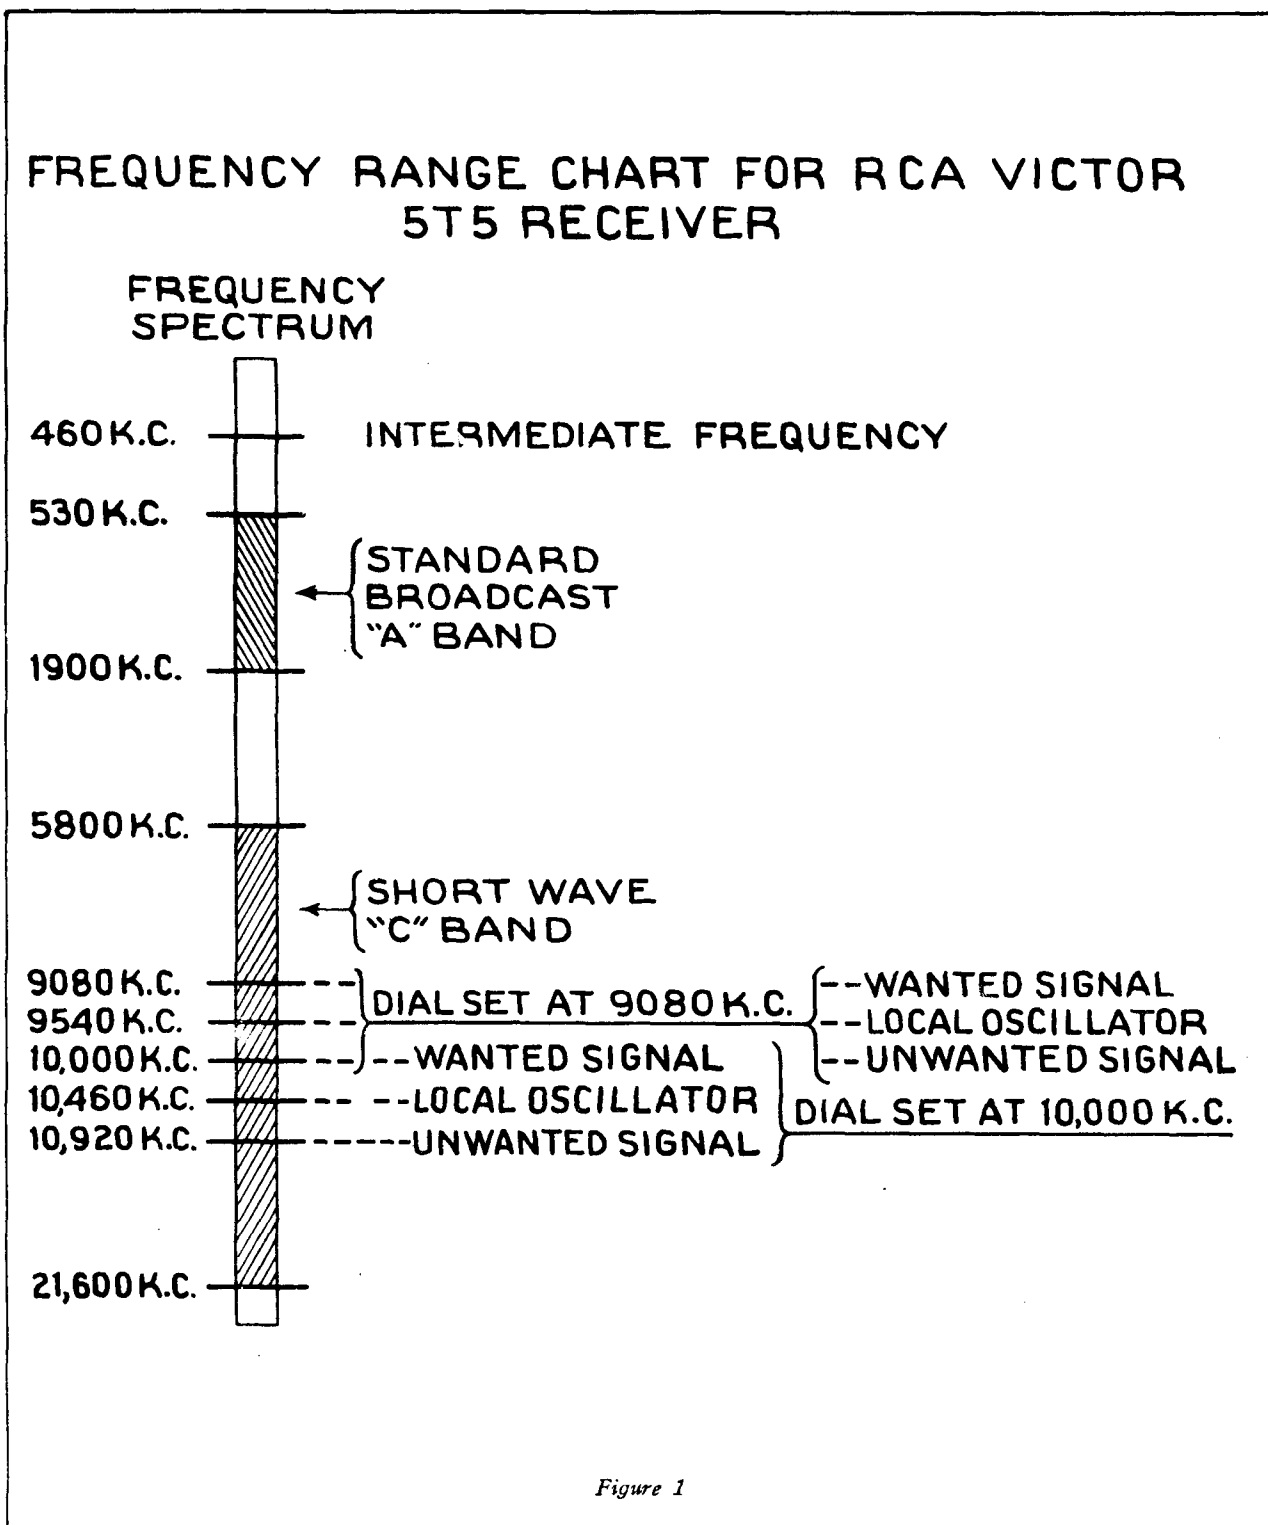 FREQUENCY RANGE CHART FOR RCA VICTOR
5T5 RECEIVER
FREQUENCY
SPECTRUM
460 K.C.
INTERMEDIATE FREQUENCY
530 K.C.
STANDARD
BROADCAST
"A" BAND
1900 K.C.
5800 K.C.
SHORT WAVE
"C" BAND
9080 K.C.
DIAL SET AT 9080 K.C.
--WANTED SIGNAL
9540 K.C.
--LOCAL OSCILLATOR
10,000 K.C.
--WANTED SIGNAL
--UNWANTED SIGNAL
10,460 K.C.
--LOCAL OSCILLATOR
DIAL SET AT 10,000 K.C.
10,920 K.C.
-----UNWANTED SIGNAL
21,600 K.C.
Figure 1